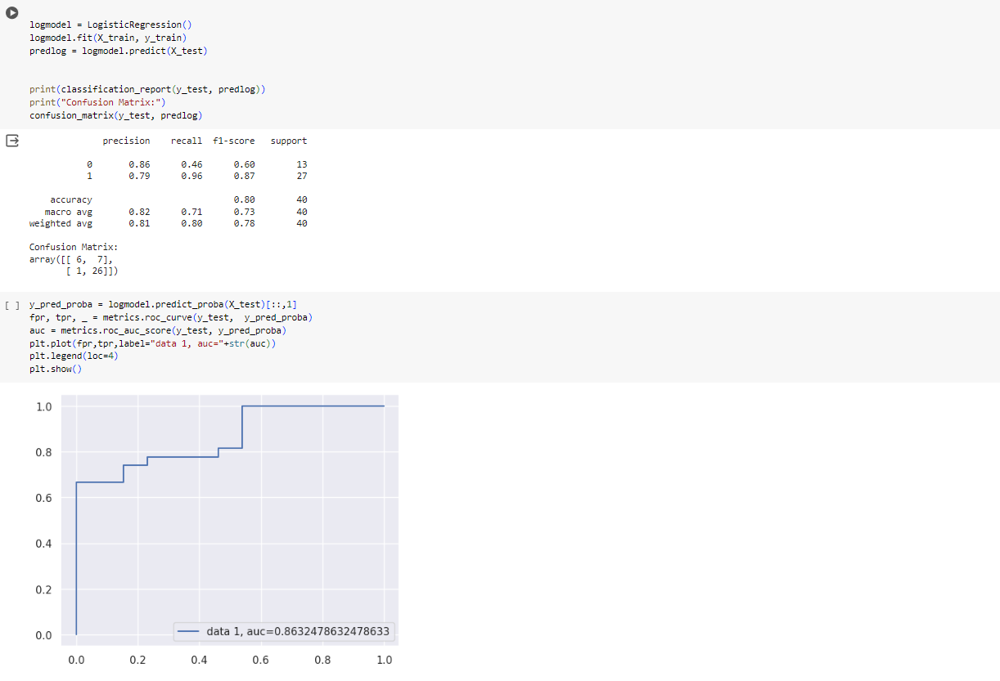 logmodel = LogisticRegression()
logmodel.fit(X_train, y_train)
predlog = logmodel.predict(X_test)
print(classification_report(y_test, predlog))
print("Confusion Matrix:")
confusion_matrix(y_test, predlog)
precision    recall  f1-score   support
0       0.86      0.46      0.60        13
1       0.79      0.96      0.87        27
accuracy                           0.80        40
macro avg       0.82      0.71      0.73        40
weighted avg       0.81      0.80      0.78        40
Confusion Matrix:
array([[ 6,  7],
[ 1, 26]])
[ ] y_pred_proba = logmodel.predict_proba(X_test)[::,1]
fpr, tpr, _ = metrics.roc_curve(y_test,  y_pred_proba)
auc = metrics.roc_auc_score(y_test, y_pred_proba)
plt.plot(fpr,tpr,label="data 1, auc="+str(auc))
plt.legend(loc=4)
plt.show()
1.0
0.8
0.6
0.4
0.2
0.0
data 1, auc=0.8632478632478633
0.0 0.2 0.4 0.6 0.8 1.0